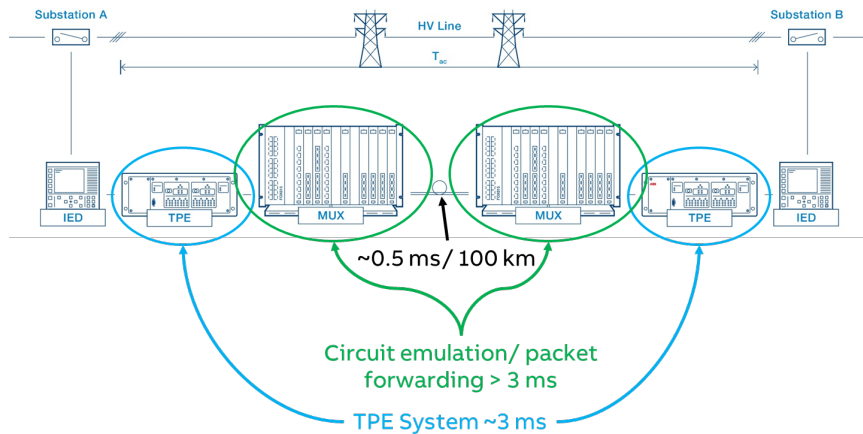 Substation A
Substation B
HV Line
T_ac
IED
TPE
MUX
MUX
TPE
IED
~0.5 ms/ 100 km
Circuit emulation/ packet
forwarding > 3 ms
TPE System ~3 ms